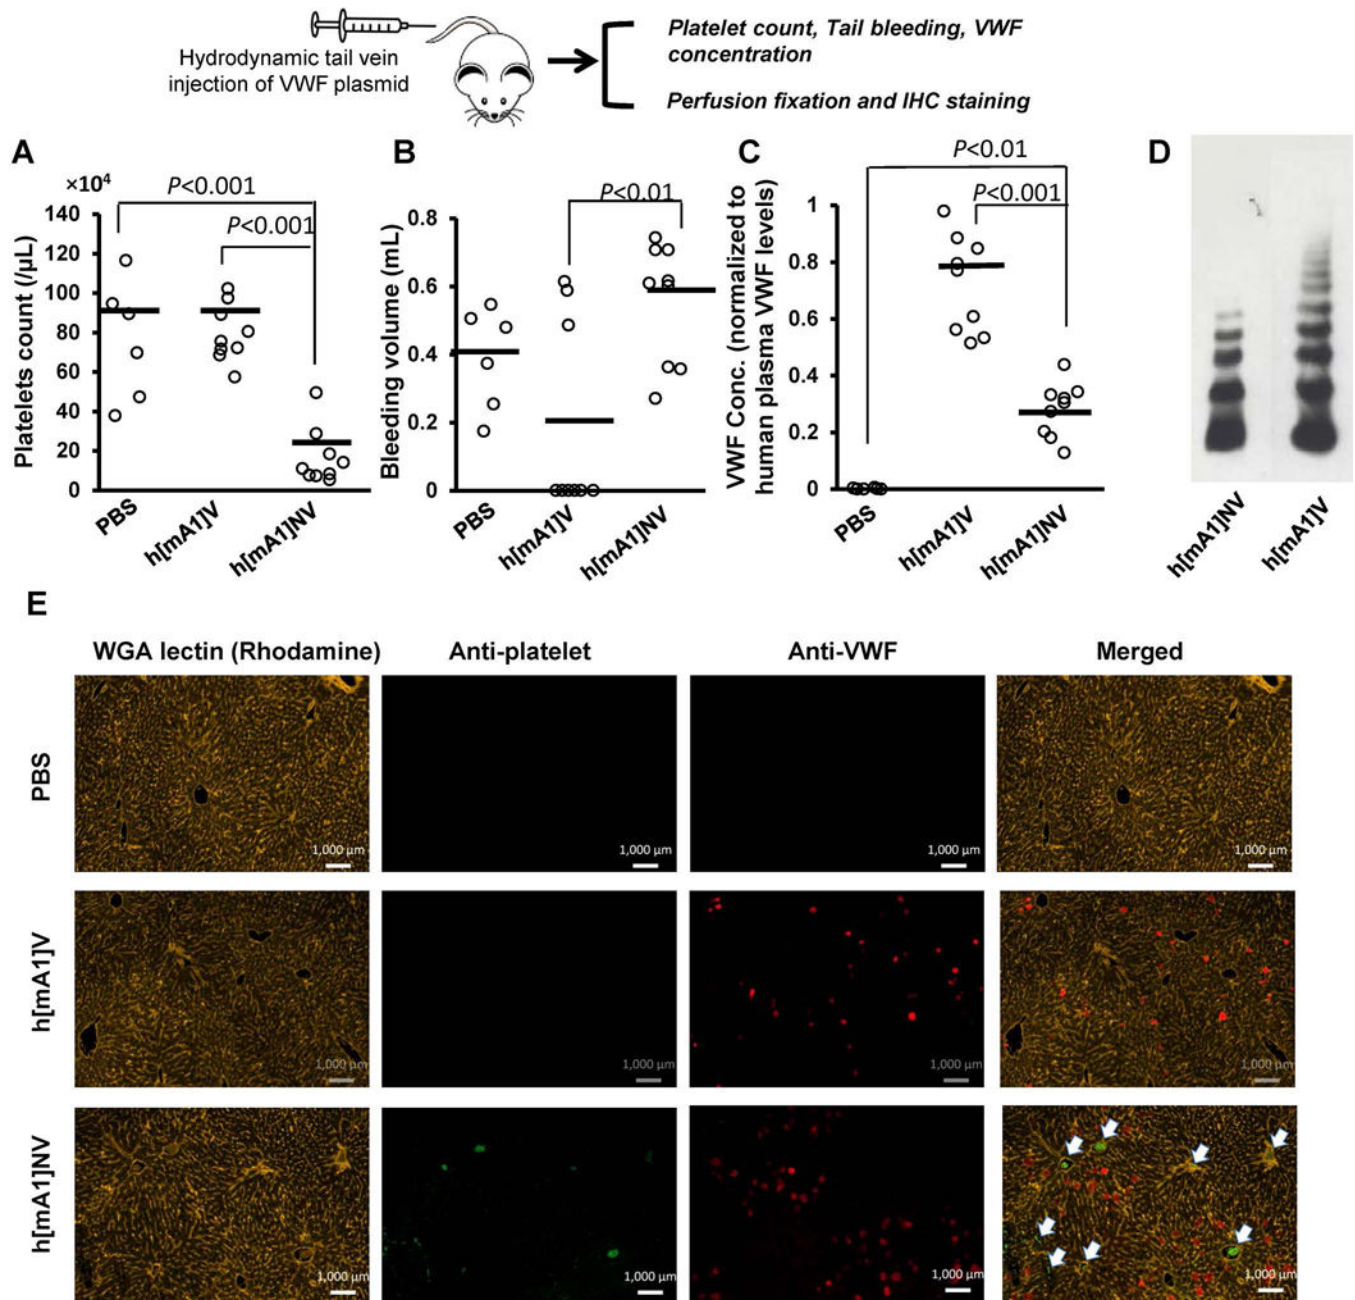 Hydrodynamic tail vein
injection of VWF plasmid
Platelet count, Tail bleeding, VWF
concentration
Perfusion fixation and IHC staining
A
×10⁴
P<0.001
P<0.001
Platelets count (/µL)
140
120
100
80
60
40
20
0
PBS
h[mA1]V
h[mA1]NV
B
P<0.01
Bleeding volume (mL)
0.8
0.6
0.4
0.2
0
PBS
h[mA1]V
h[mA1]NV
C
P<0.01
P<0.001
VWF Conc. (normalized to
human plasma VWF levels)
1
0.8
0.6
0.4
0.2
0
PBS
h[mA1]V
h[mA1]NV
D
h[mA1]NV
h[mA1]V
E
WGA lectin (Rhodamine) Anti-platelet Anti-VWF Merged
PBS
1,000 µm 1,000 µm 1,000 µm 1,000 µm
h[mA1]V
1,000 µm 1,000 µm 1,000 µm 1,000 µm
h[mA1]NV
1,000 µm 1,000 µm 1,000 µm 1,000 µm